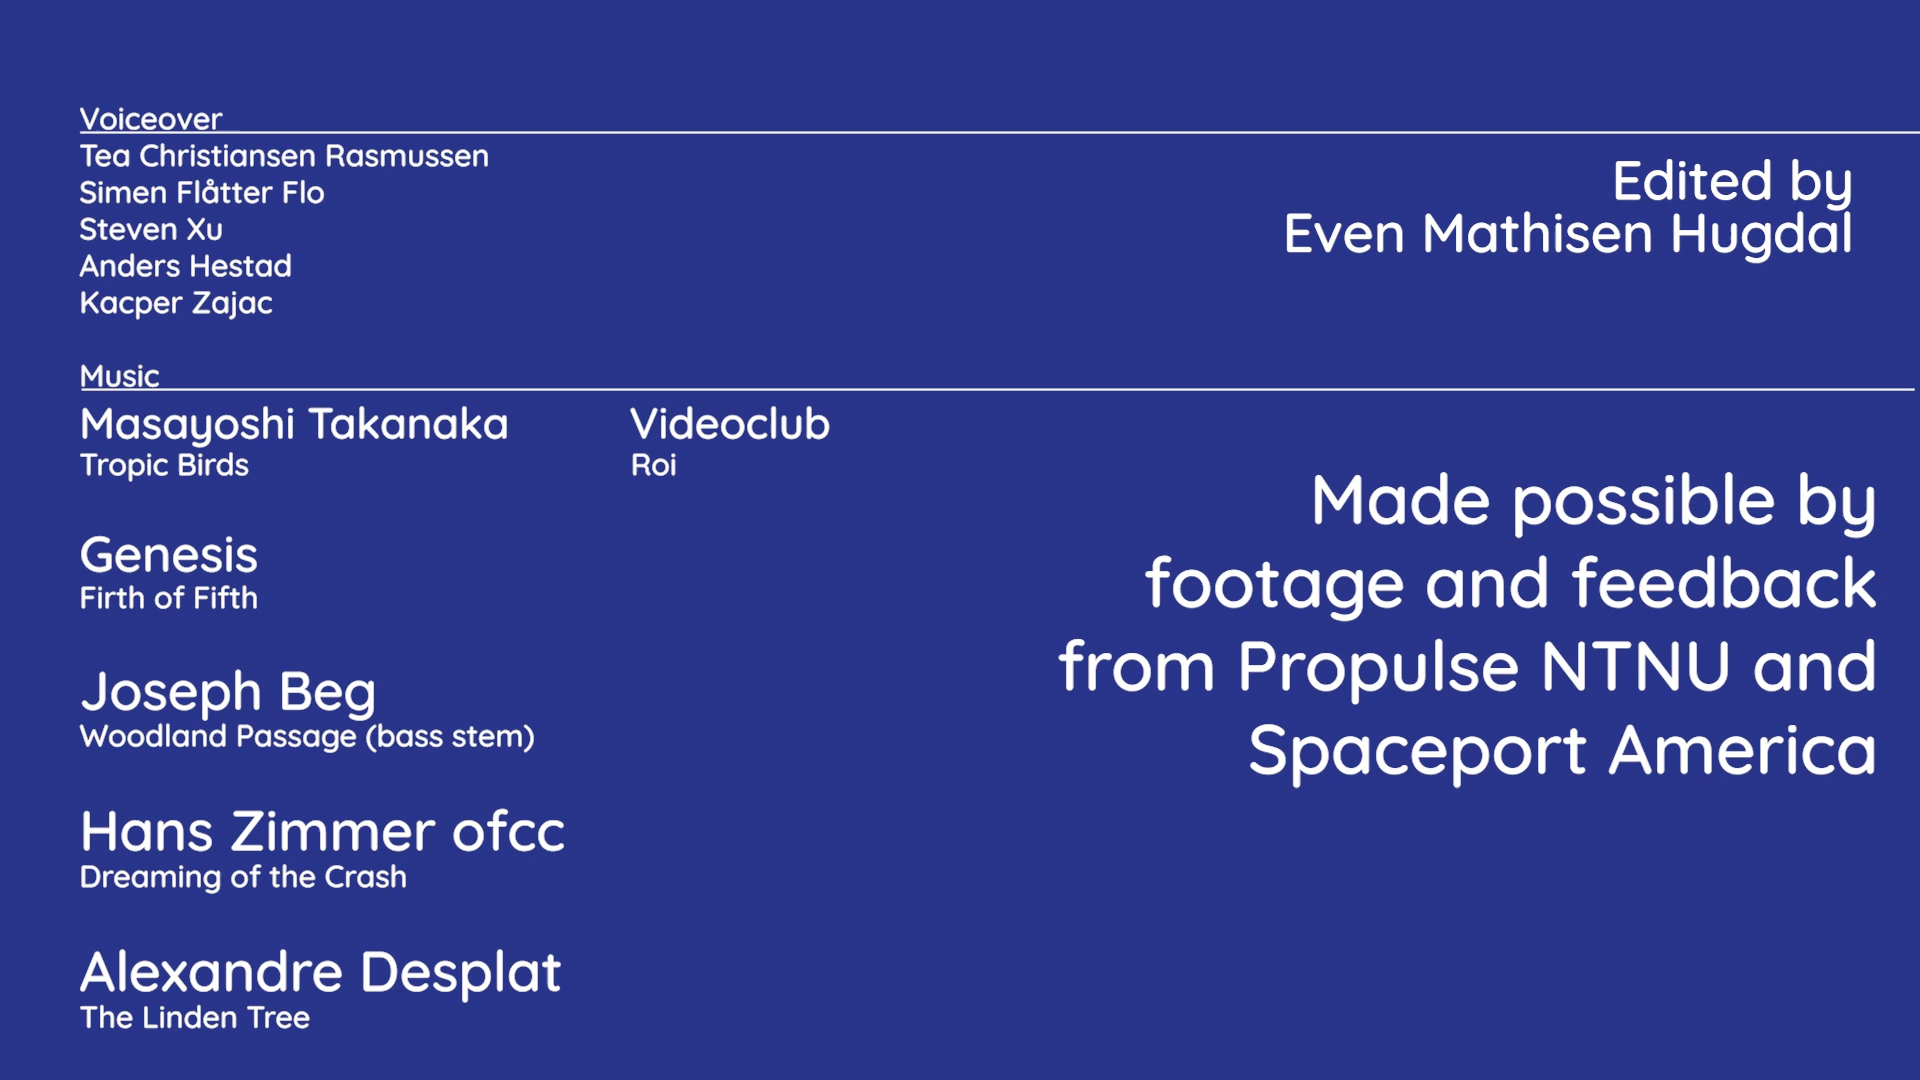 Voiceover
Tea Christiansen Rasmussen
Simen Flåtter Flo
Steven Xu
Anders Hestad
Kacper Zajac
Edited by
Even Mathisen Hugdal
Music
Masayoshi Takanaka
Tropic Birds
Videoclub
Roi
Genesis
Firth of Fifth
Joseph Beg
Woodland Passage (bass stem)
Hans Zimmer ofcc
Dreaming of the Crash
Alexandre Desplat
The Linden Tree
Made possible by
footage and feedback
from Propulse NTNU and
Spaceport America